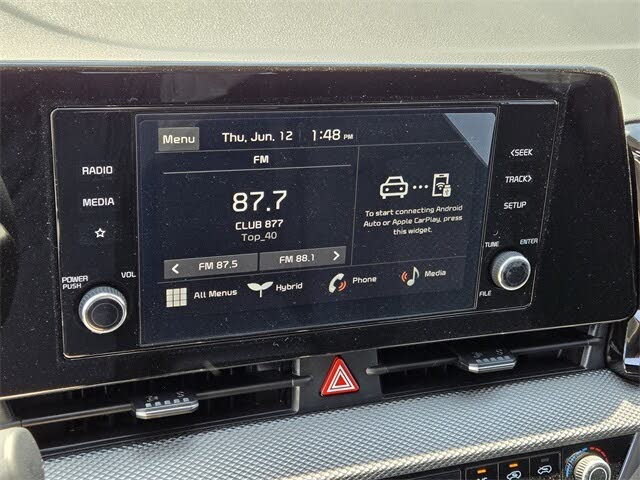 Menu
Thu, Jun. 12 1:48 PM
FM
87.7
CLUB 877
Top_40
FM 87.5
FM 88.1
To start connecting Android
Auto or Apple CarPlay, press
this widget.
All Menus
Hybrid
Phone
Media
RADIO
MEDIA
POWER
PUSH
VOL
SEEK
TRACK
SETUP
TUNE
ENTER
FILE